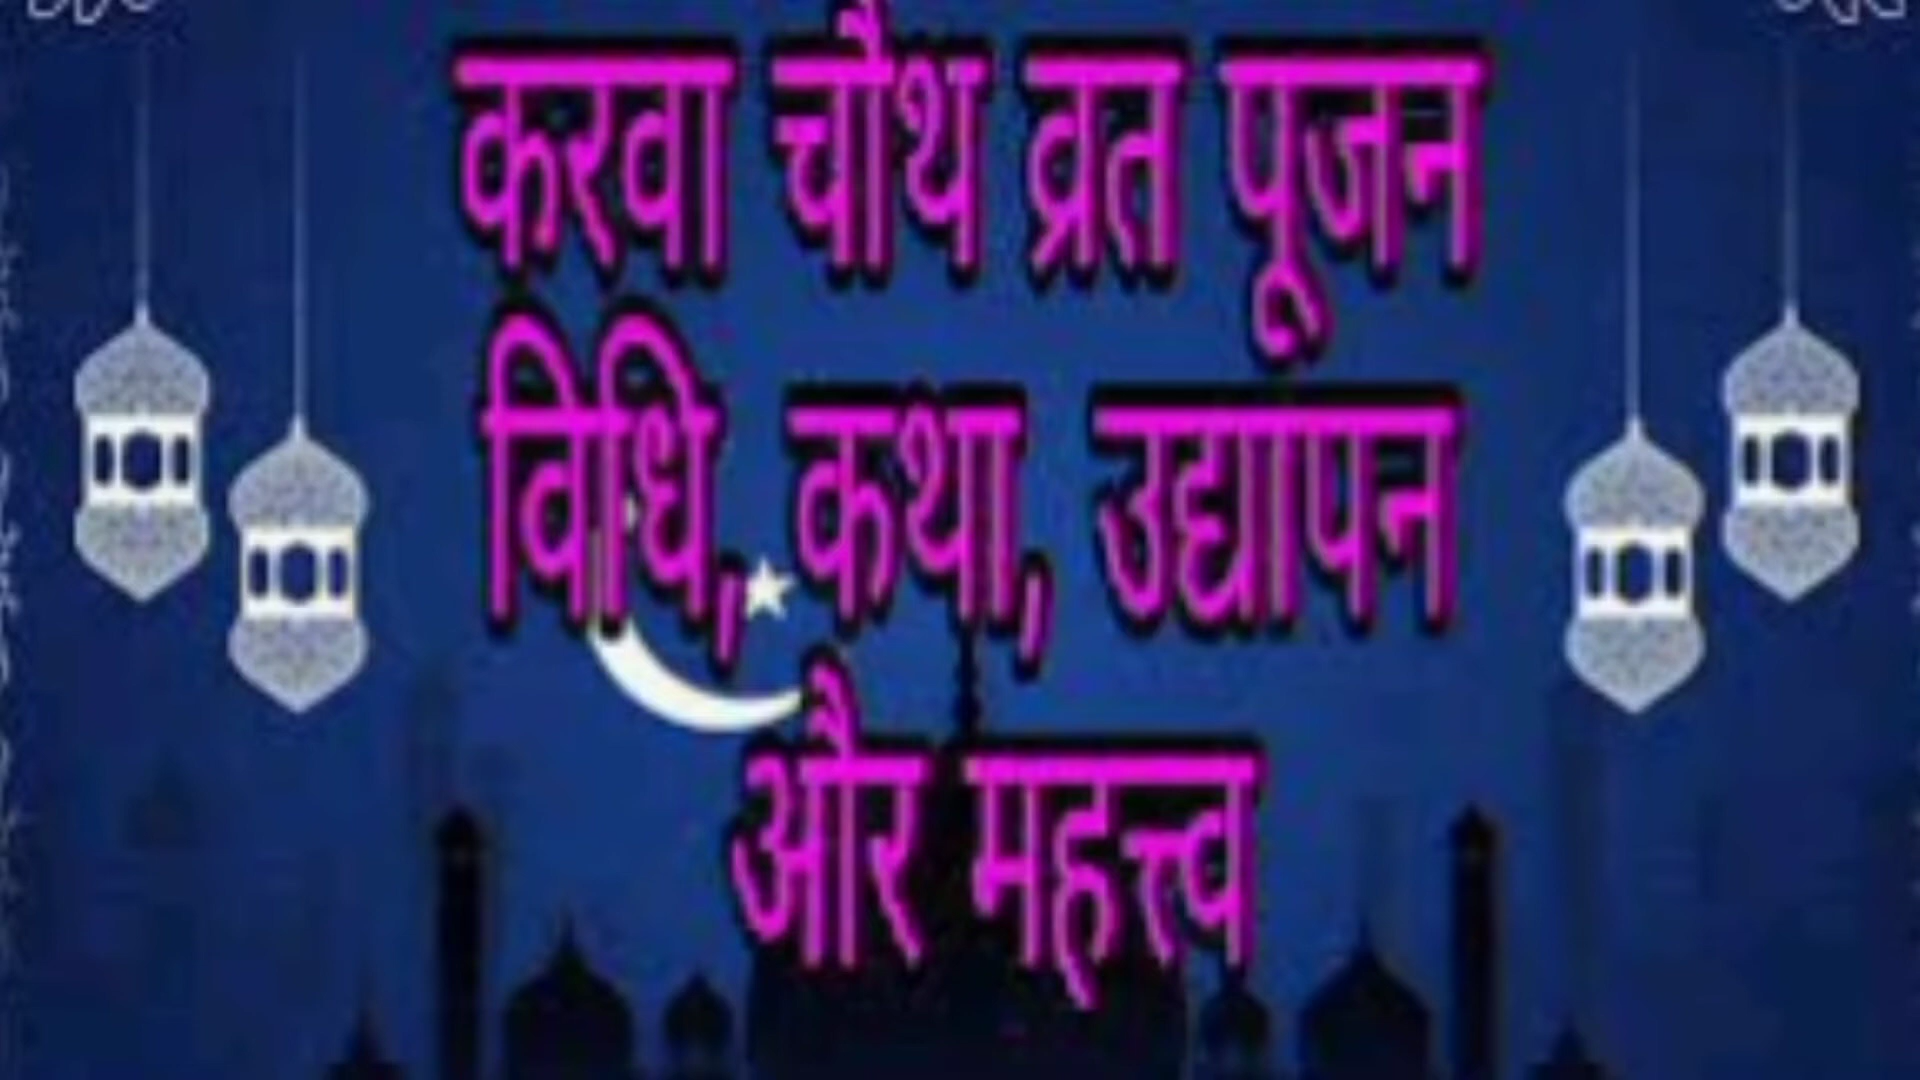 करवा चौथ व्रत पूजन
विधि, कथा, उद्यापन
और महत्त्व